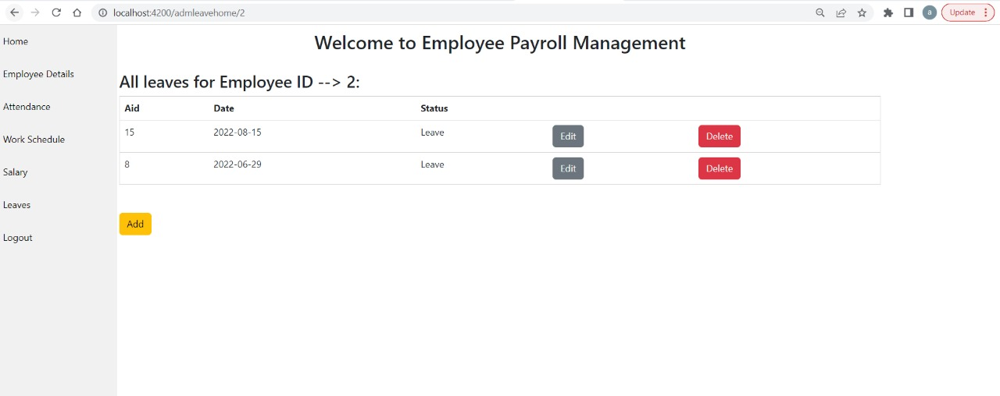 localhost:4200/admleavehome/2
a
Update
Home
Employee Details
Attendance
Work Schedule
Salary
Leaves
Logout
Welcome to Employee Payroll Management
All leaves for Employee ID --> 2:
Aid Date Status
15 2022-08-15 Leave Edit Delete
8 2022-06-29 Leave Edit Delete
Add